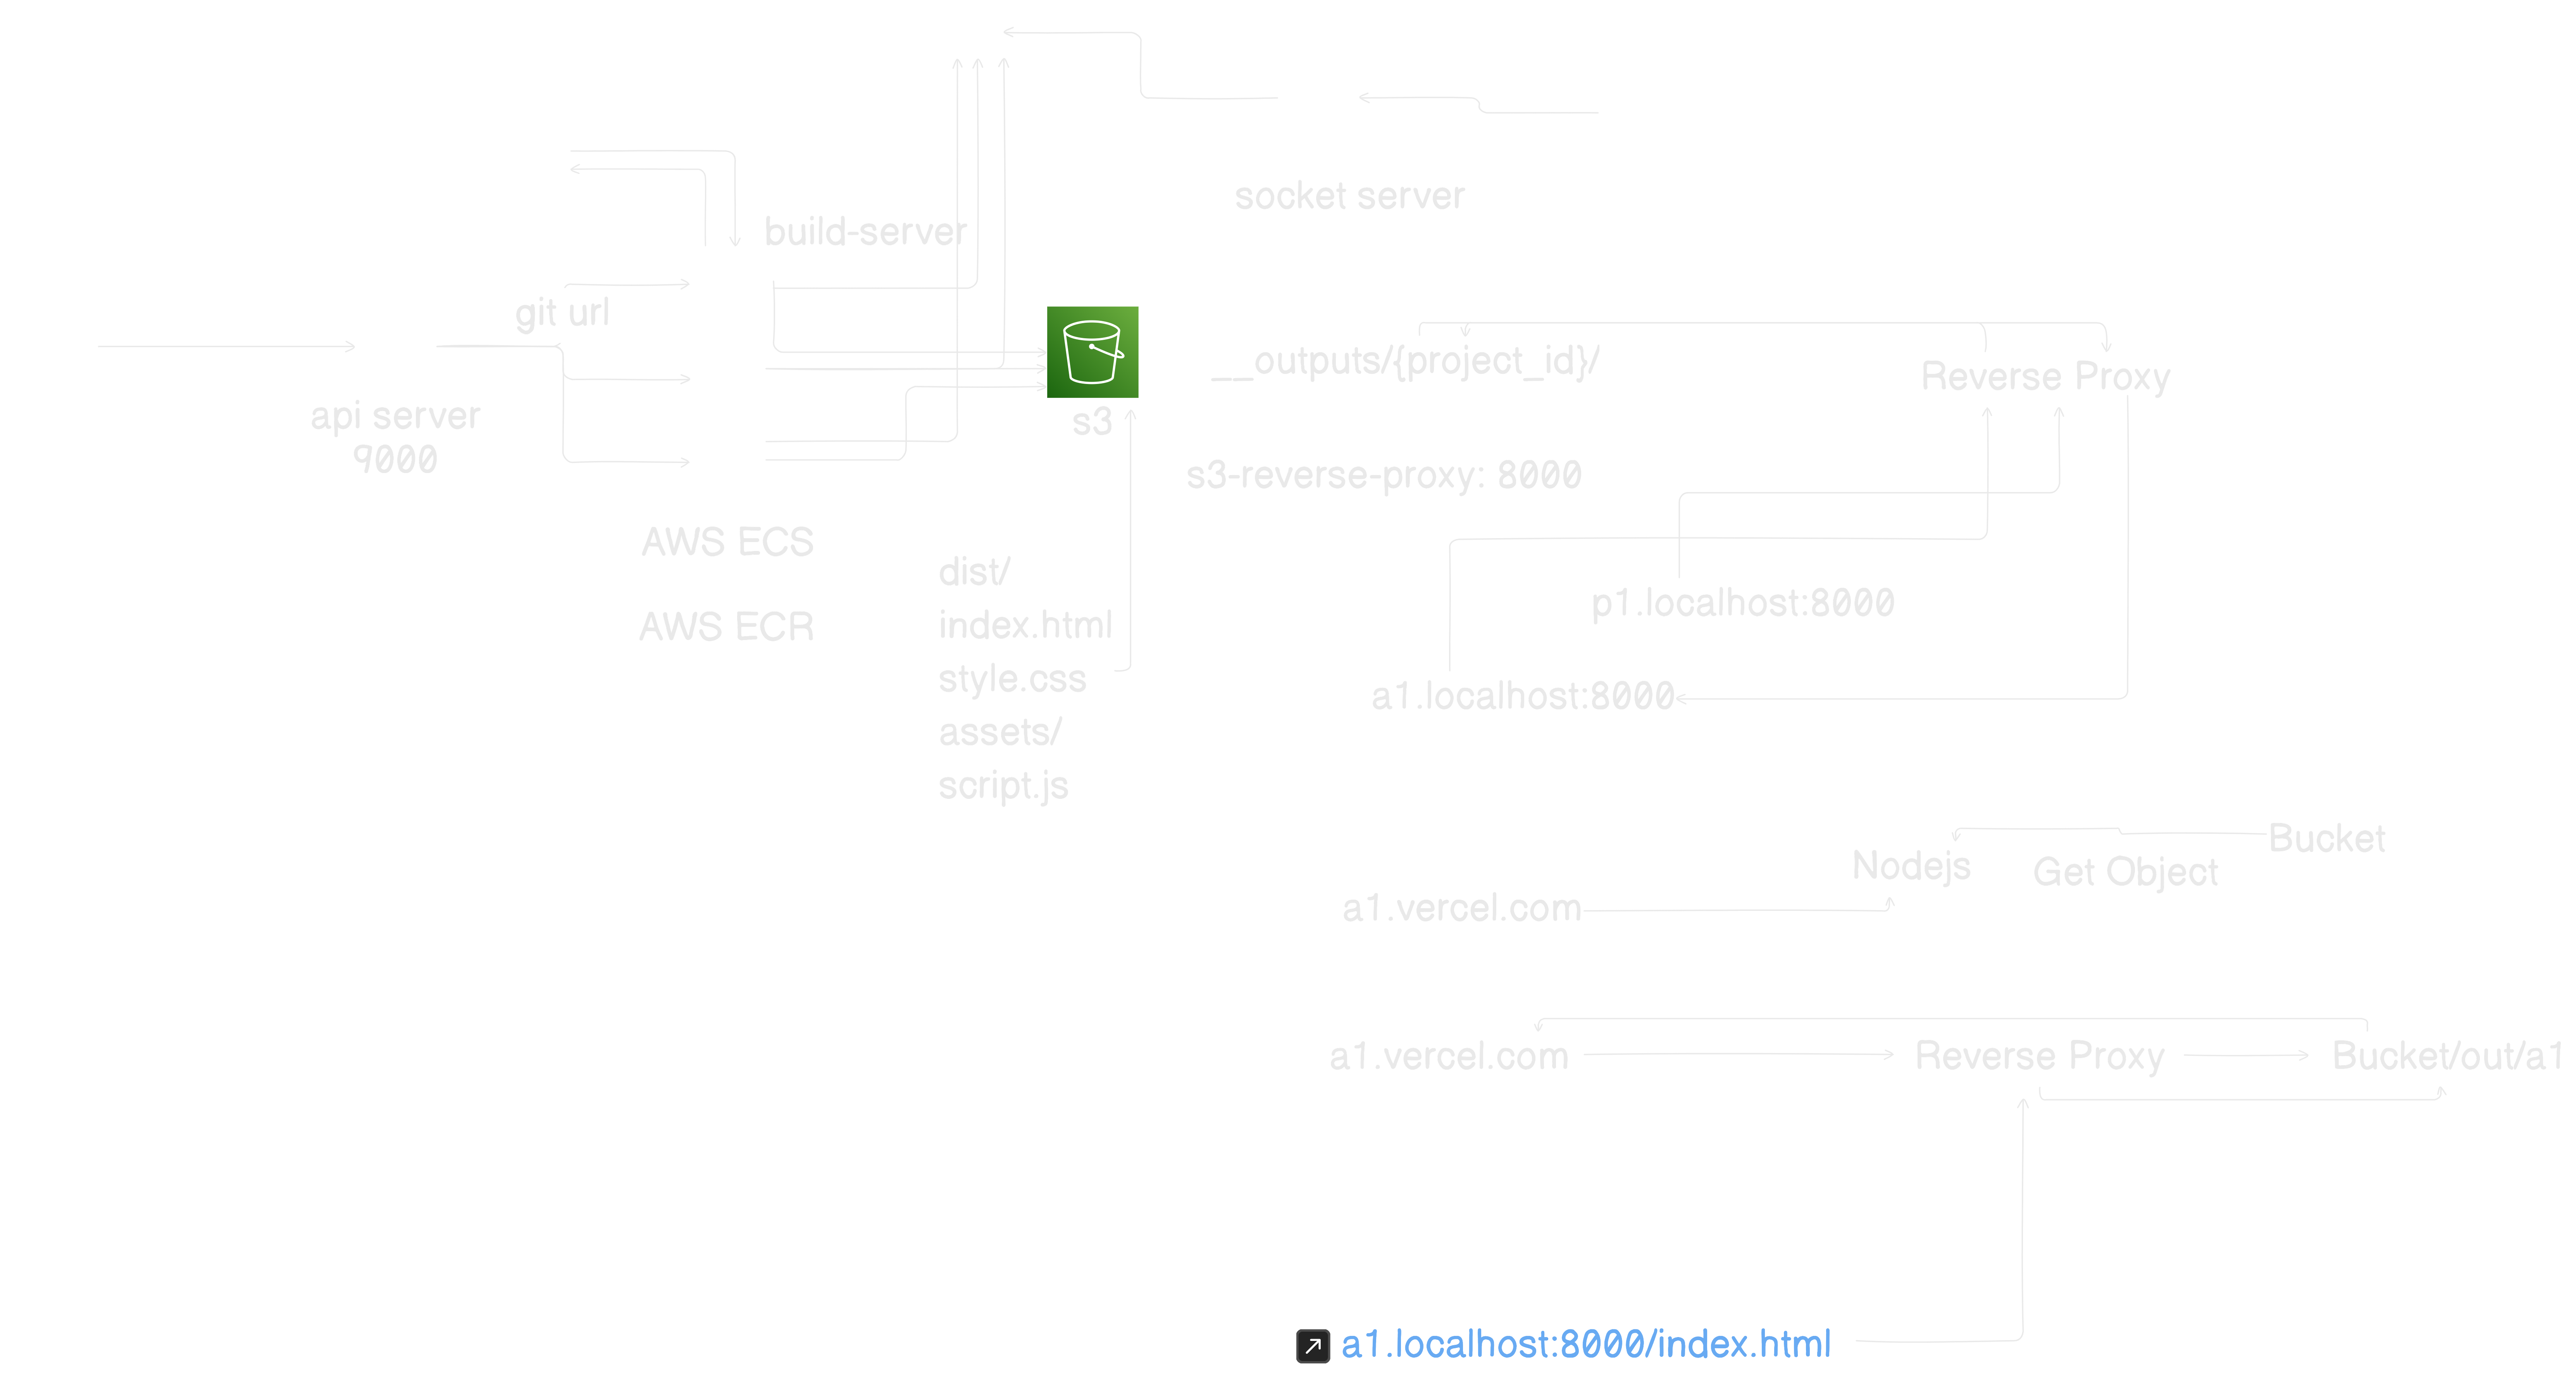 socket server
build-server
git url
__outputs/{project_id}/
Reverse Proxy
api server
9000
s3
s3-reverse-proxy: 8000
AWS ECS
dist/
p1.localhost:8000
AWS ECR
index.html
style.css
a1.localhost:8000
assets/
script.js
Bucket
Nodejs
Get Object
a1.vercel.com
a1.vercel.com
Reverse Proxy
Bucket/out/a1
a1.localhost:8000/index.html